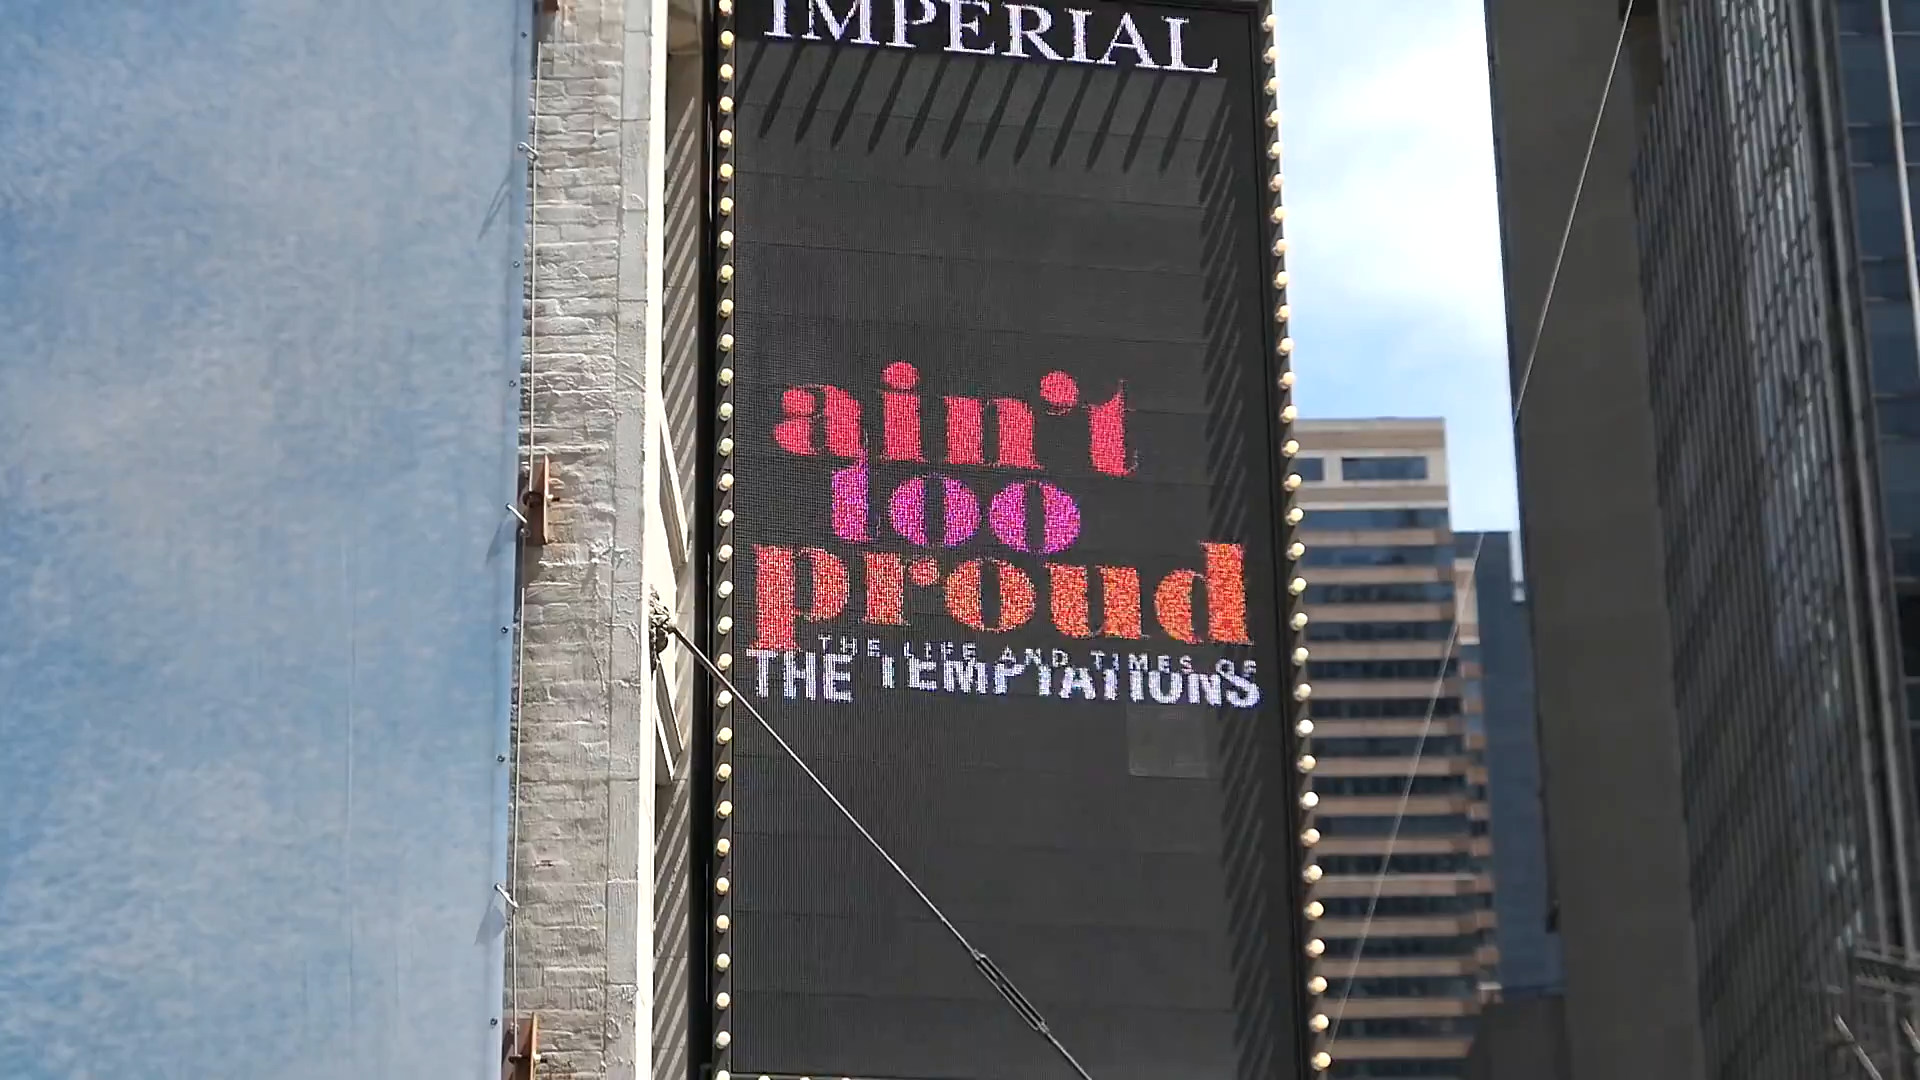 IMPERIAL
ain't
too
proud
THE LIFE AND TIMES OF
THE TEMPTATIONS